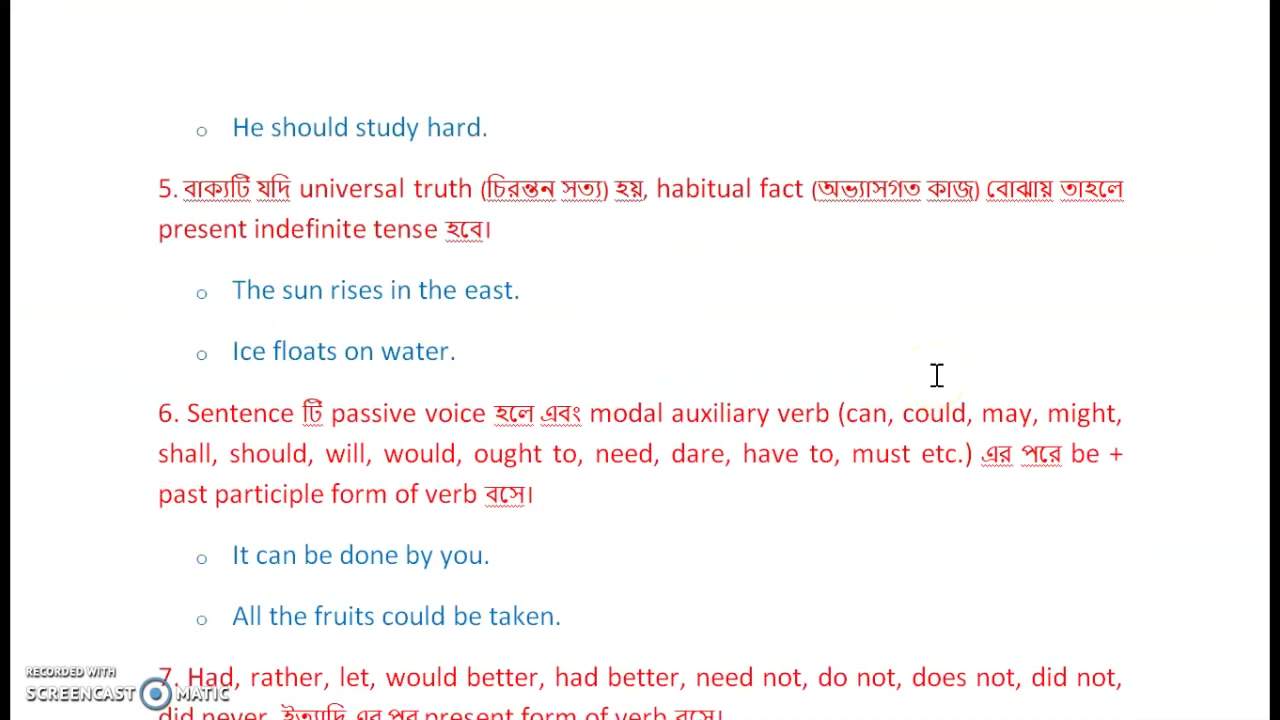 o He should study hard.
5. বাক্যটি যদি universal truth (চিরন্তন সত্য) হয়, habitual fact (অভ্যাসগত কাজ) বোঝায় তাহলে
present indefinite tense হবে।
o The sun rises in the east.
o Ice floats on water.
6. Sentence টি passive voice হলে এবং modal auxiliary verb (can, could, may, might,
shall, should, will, would, ought to, need, dare, have to, must etc.) এর পরে be +
past participle form of verb বসে।
o It can be done by you.
o All the fruits could be taken.
7. Had, rather, let, would better, had better, need not, do not, does not, did not,
did never, ইত্যাদি এর পর present form of verb বসে।
RECORDED WITH
SCREENCAST MATIC